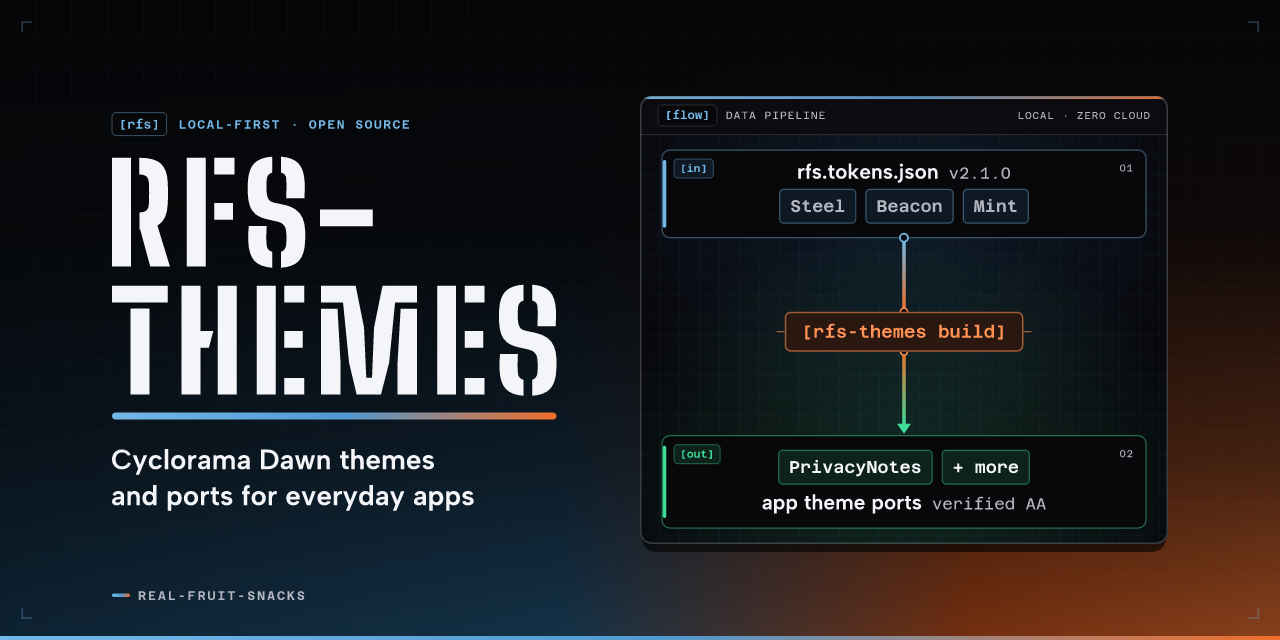 [rfs] LOCAL-FIRST · OPEN SOURCE
RFS-
THEMES
Cyclorama Dawn themes
and ports for everyday apps
REAL-FRUIT-SNACKS
[flow] DATA PIPELINE
LOCAL · ZERO CLOUD
[in]
rfs.tokens.json v2.1.0
01
Steel Beacon Mint
[rfs-themes build]
[out]
PrivacyNotes + more
02
app theme ports verified AA